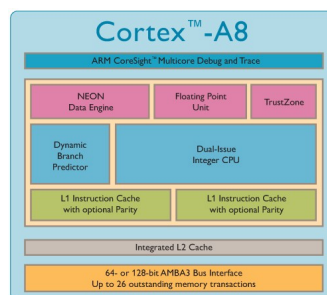 Cortex™-A8
ARM CoreSight™ Multicore Debug and Trace
NEON
Data Engine
Floating Point
Unit
TrustZone
Dynamic
Branch
Predictor
Dual-Issue
Integer CPU
L1 Instruction Cache
with optional Parity
L1 Instruction Cache
with optional Parity
Integrated L2 Cache
64- or 128-bit AMBA3 Bus Interface
Up to 26 outstanding memory transactions